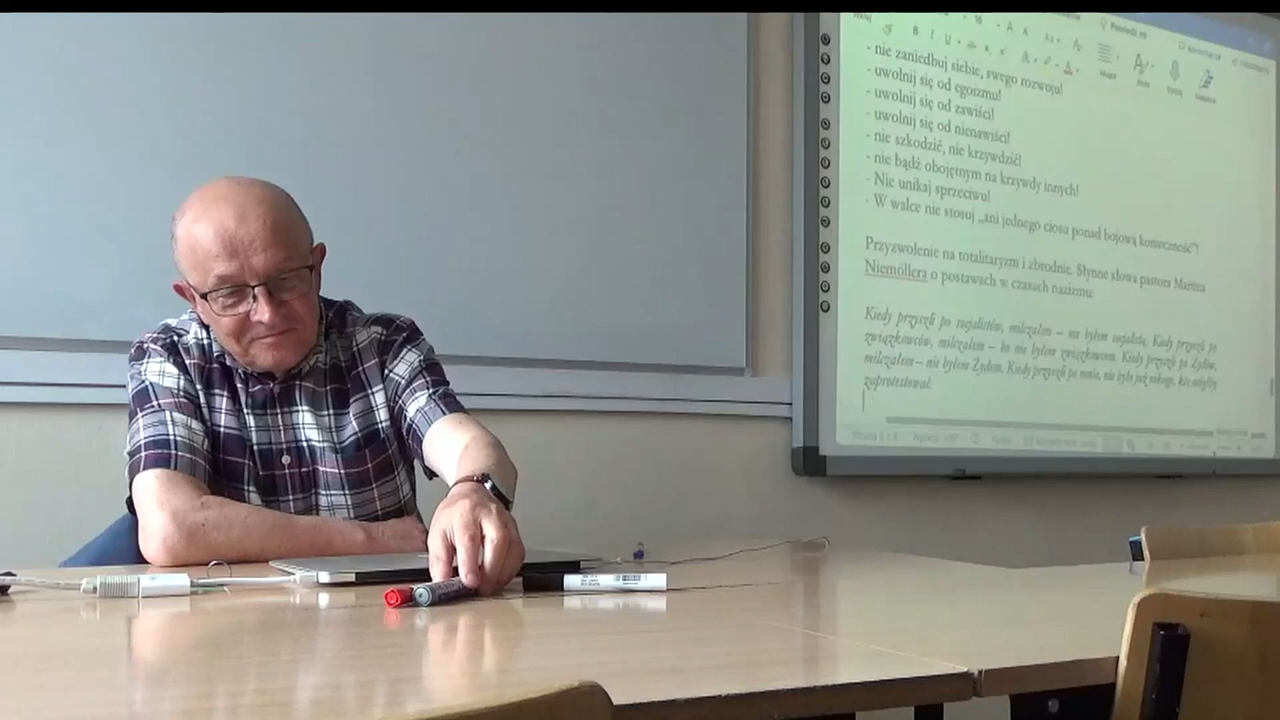 - nie zaniedbuj siebie, swego rozwoju!
- uwolnij się od egoizmu!
- uwolnij się od zawiści!
- uwolnij się od nienawiści!
- nie szkodzić, nie krzywdzić!
- nie bądź obojętnym na krzywdy innych!
- Nie unikaj sprzeciwu!
- W walce nie stosuj „ani jednego ciosu ponad bojową konieczność"!
Przyzwolenie na totalitaryzm i zbrodnie. Słynne słowa pastora Martina
Niemöllera o postawach w czasach nazizmu:
Kiedy przyszli po socjalistów, milczałem – nie byłem socjalistą. Kiedy przyszli po
związkowców, milczałem – bo nie byłem związkowcem. Kiedy przyszli po Żydów,
milczałem – nie byłem Żydem. Kiedy przyszli po mnie, nie było już nikogo, kto mógłby
zaprotestować.